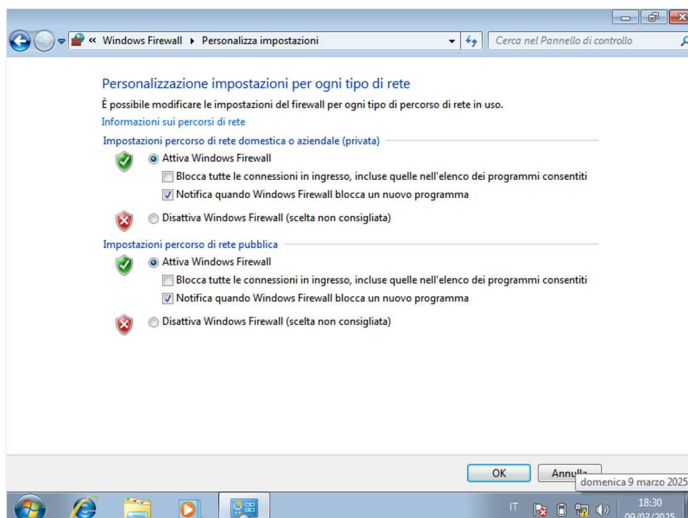 « Windows Firewall ▸ Personalizza impostazioni
Cerca nel Pannello di controllo
Personalizzazione impostazioni per ogni tipo di rete
È possibile modificare le impostazioni del firewall per ogni tipo di percorso di rete in uso.
Informazioni sui percorsi di rete
Impostazioni percorso di rete domestica o aziendale (privata)
Attiva Windows Firewall
Blocca tutte le connessioni in ingresso, incluse quelle nell'elenco dei programmi consentiti
Notifica quando Windows Firewall blocca un nuovo programma
Disattiva Windows Firewall (scelta non consigliata)
Impostazioni percorso di rete pubblica
Attiva Windows Firewall
Blocca tutte le connessioni in ingresso, incluse quelle nell'elenco dei programmi consentiti
Notifica quando Windows Firewall blocca un nuovo programma
Disattiva Windows Firewall (scelta non consigliata)
OK
Annulla
domenica 9 marzo 2025
IT
18:30
09/03/2025